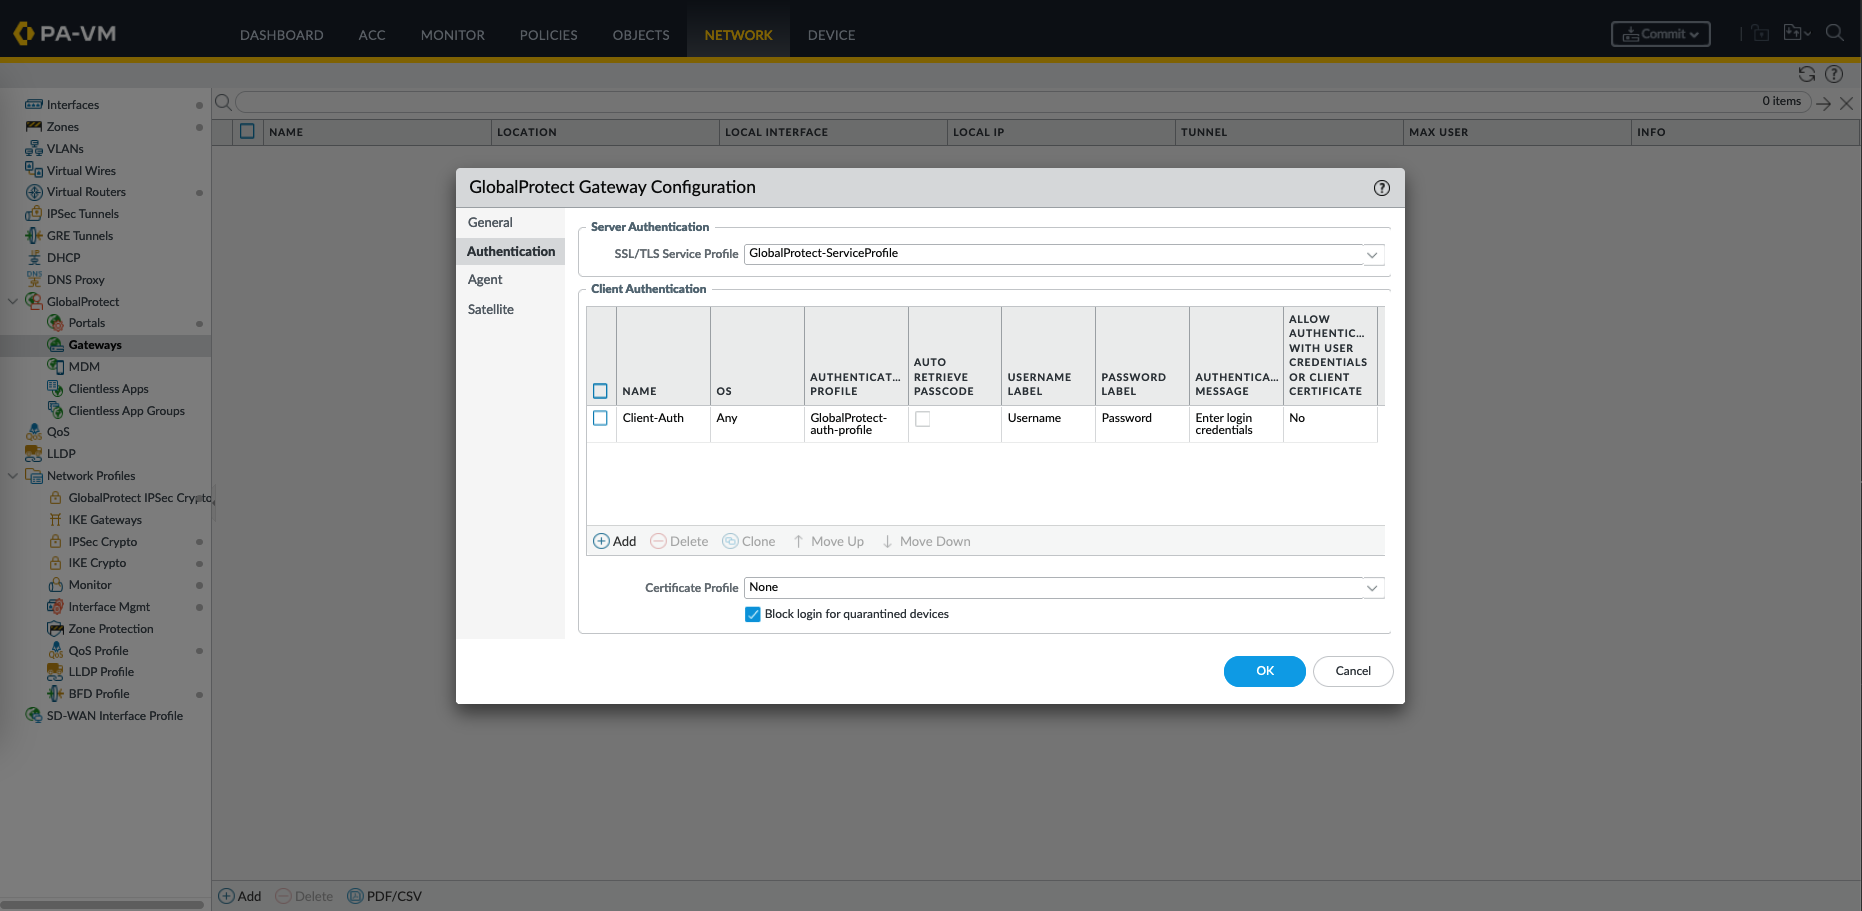 PA-VM
DASHBOARD
ACC
MONITOR
POLICIES
OBJECTS
NETWORK
DEVICE
Commit
0 items
NAME
LOCATION
LOCAL INTERFACE
LOCAL IP
TUNNEL
MAX USER
INFO
Interfaces
Zones
VLANs
Virtual Wires
Virtual Routers
IPSec Tunnels
GRE Tunnels
DHCP
DNS Proxy
GlobalProtect
Portals
Gateways
MDM
Clientless Apps
Clientless App Groups
QoS
LLDP
Network Profiles
GlobalProtect IPSec Crypto
IKE Gateways
IPSec Crypto
IKE Crypto
Monitor
Interface Mgmt
Zone Protection
QoS Profile
LLDP Profile
BFD Profile
SD-WAN Interface Profile
GlobalProtect Gateway Configuration
General
Authentication
Agent
Satellite
Server Authentication
SSL/TLS Service Profile
GlobalProtect-ServiceProfile
Client Authentication
NAME
OS
AUTHENTICAT...
PROFILE
AUTO
RETRIEVE
PASSCODE
USERNAME
LABEL
PASSWORD
LABEL
AUTHENTICA...
MESSAGE
ALLOW
AUTHENTIC...
WITH USER
CREDENTIALS
OR CLIENT
CERTIFICATE
Client-Auth
Any
GlobalProtect-
auth-profile
Username
Password
Enter login
credentials
No
Add
Delete
Clone
Move Up
Move Down
Certificate Profile
None
Block login for quarantined devices
OK
Cancel
Add
Delete
PDF/CSV